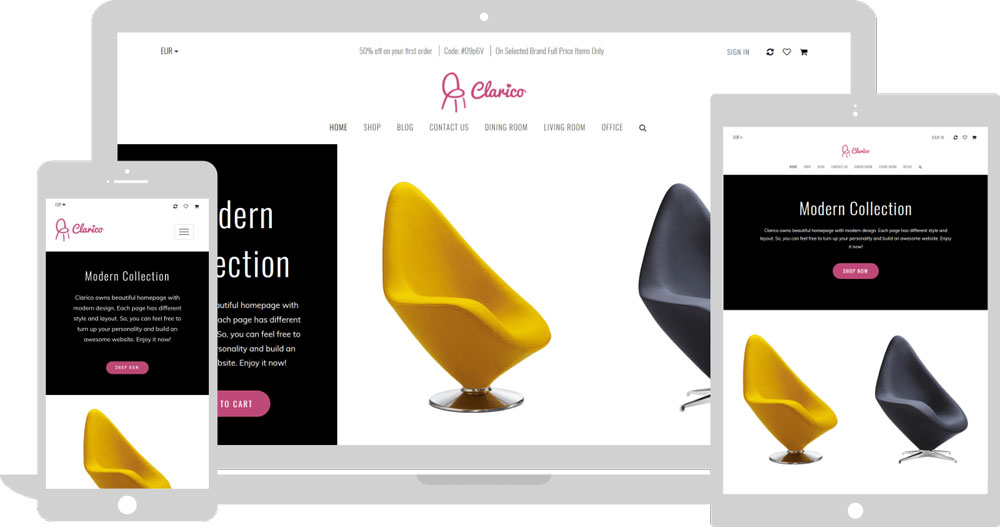 EUR
50% off on your first order | Code: #09p6V | On Selected Brand Full Price Items Only
SIGN IN
Clarico
HOME SHOP BLOG CONTACT US DINING ROOM LIVING ROOM OFFICE
dern
ection
autiful homepage with
ach page has different
So, you can feel free to
rsonality and build an
bsite. Enjoy it now!
TO CART
EUR
Clarico
Modern Collection
Clarico owns beautiful homepage with
modern design. Each page has different
style and layout. So, you can feel free to
turn up your personality and build an
awesome website. Enjoy it now!
SHOP NOW
EUR
SIGN IN
Clarico
HOME SHOP BLOG CONTACT US DINING ROOM LIVING ROOM OFFICE
Modern Collection
Clarico owns beautiful homepage with modern design. Each page has different style and
layout. So, you can feel free to turn up your personality and build an awesome website. Enjoy
it now!
SHOP NOW